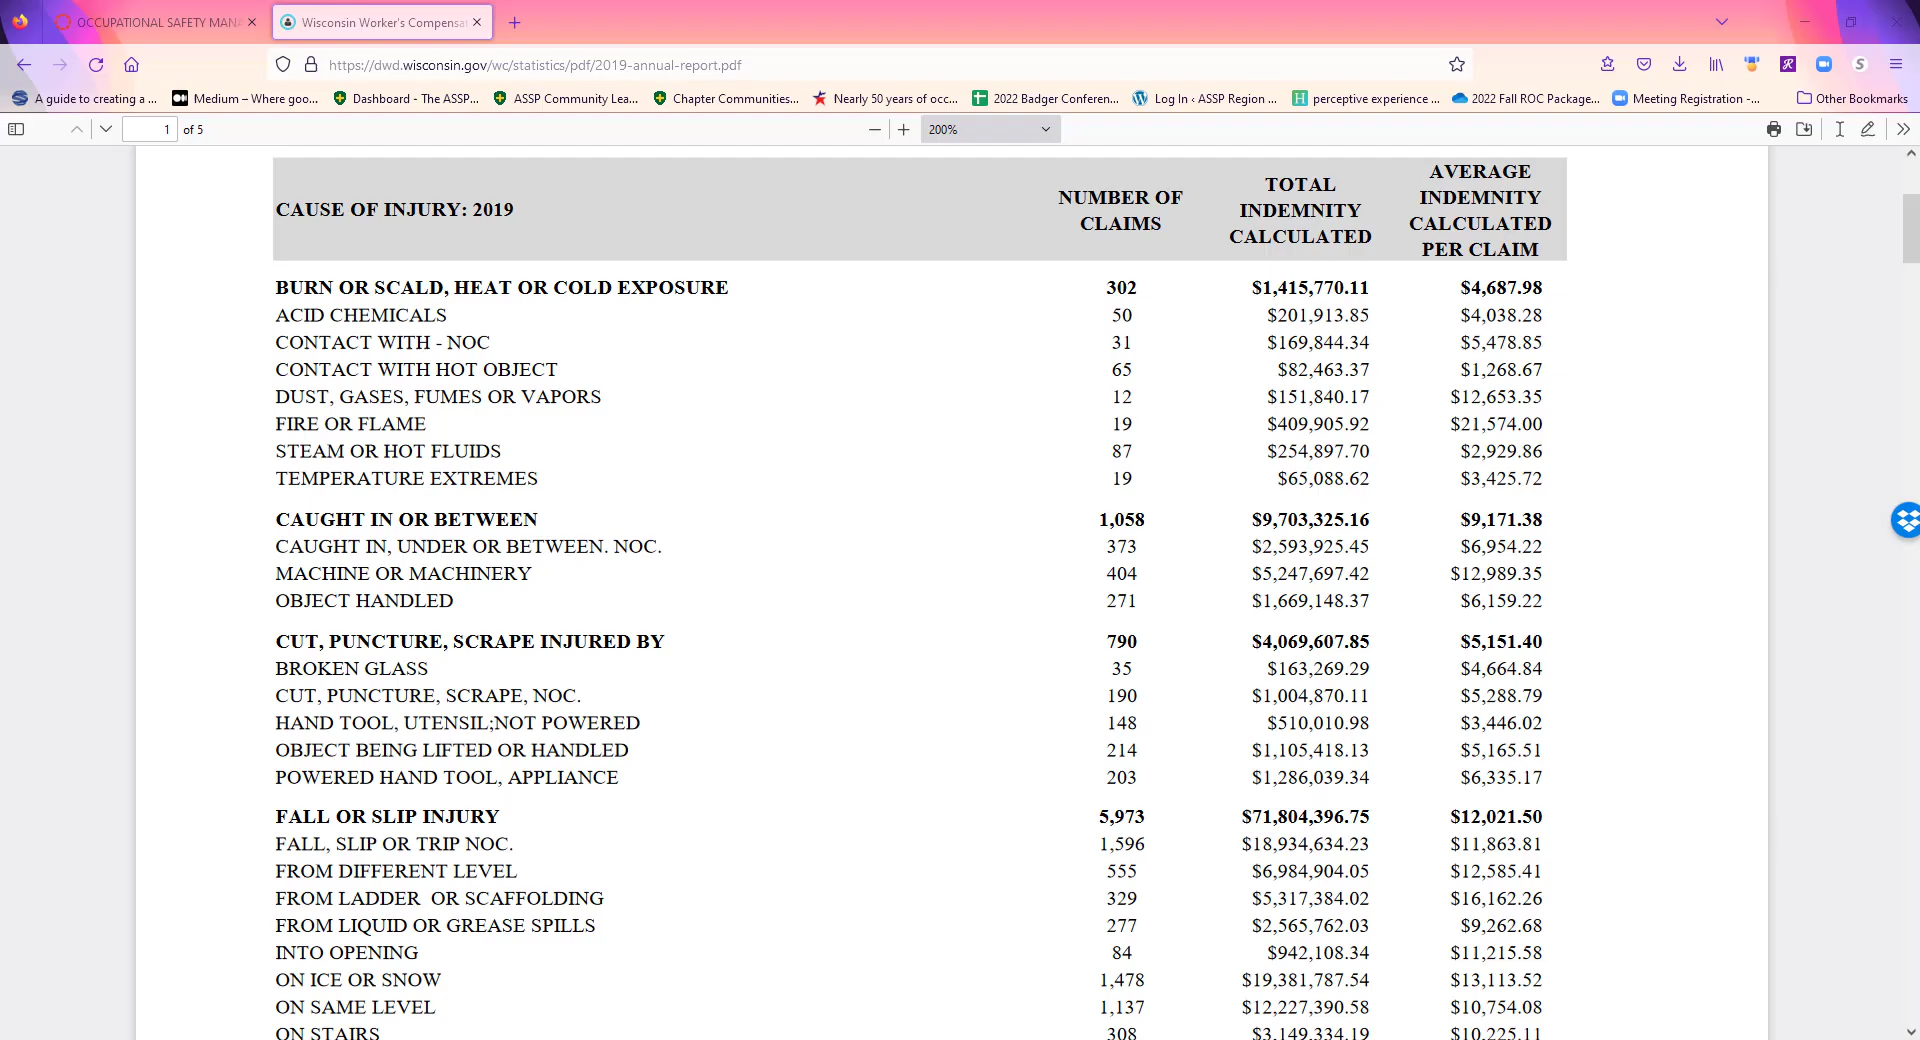 OCCUPATIONAL SAFETY MANA
Wisconsin Worker's Compensat
https://dwd.wisconsin.gov/wc/statistics/pdf/2019-annual-report.pdf
A guide to creating a ... Medium – Where goo... Dashboard - The ASSP... ASSP Community Lea... Chapter Communities... Nearly 50 years of occ... 2022 Badger Conferen... Log In ‹ ASSP Region ... perceptive experience ... 2022 Fall ROC Package... Meeting Registration -... Other Bookmarks
1 of 5 200%
CAUSE OF INJURY: 2019 NUMBER OF CLAIMS TOTAL INDEMNITY CALCULATED AVERAGE INDEMNITY CALCULATED PER CLAIM
BURN OR SCALD, HEAT OR COLD EXPOSURE 302 $1,415,770.11 $4,687.98
ACID CHEMICALS 50 $201,913.85 $4,038.28
CONTACT WITH - NOC 31 $169,844.34 $5,478.85
CONTACT WITH HOT OBJECT 65 $82,463.37 $1,268.67
DUST, GASES, FUMES OR VAPORS 12 $151,840.17 $12,653.35
FIRE OR FLAME 19 $409,905.92 $21,574.00
STEAM OR HOT FLUIDS 87 $254,897.70 $2,929.86
TEMPERATURE EXTREMES 19 $65,088.62 $3,425.72
CAUGHT IN OR BETWEEN 1,058 $9,703,325.16 $9,171.38
CAUGHT IN, UNDER OR BETWEEN. NOC. 373 $2,593,925.45 $6,954.22
MACHINE OR MACHINERY 404 $5,247,697.42 $12,989.35
OBJECT HANDLED 271 $1,669,148.37 $6,159.22
CUT, PUNCTURE, SCRAPE INJURED BY 790 $4,069,607.85 $5,151.40
BROKEN GLASS 35 $163,269.29 $4,664.84
CUT, PUNCTURE, SCRAPE, NOC. 190 $1,004,870.11 $5,288.79
HAND TOOL, UTENSIL;NOT POWERED 148 $510,010.98 $3,446.02
OBJECT BEING LIFTED OR HANDLED 214 $1,105,418.13 $5,165.51
POWERED HAND TOOL, APPLIANCE 203 $1,286,039.34 $6,335.17
FALL OR SLIP INJURY 5,973 $71,804,396.75 $12,021.50
FALL, SLIP OR TRIP NOC. 1,596 $18,934,634.23 $11,863.81
FROM DIFFERENT LEVEL 555 $6,984,904.05 $12,585.41
FROM LADDER OR SCAFFOLDING 329 $5,317,384.02 $16,162.26
FROM LIQUID OR GREASE SPILLS 277 $2,565,762.03 $9,262.68
INTO OPENING 84 $942,108.34 $11,215.58
ON ICE OR SNOW 1,478 $19,381,787.54 $13,113.52
ON SAME LEVEL 1,137 $12,227,390.58 $10,754.08
ON STAIRS 308 $3,149,334.19 $10,225.11